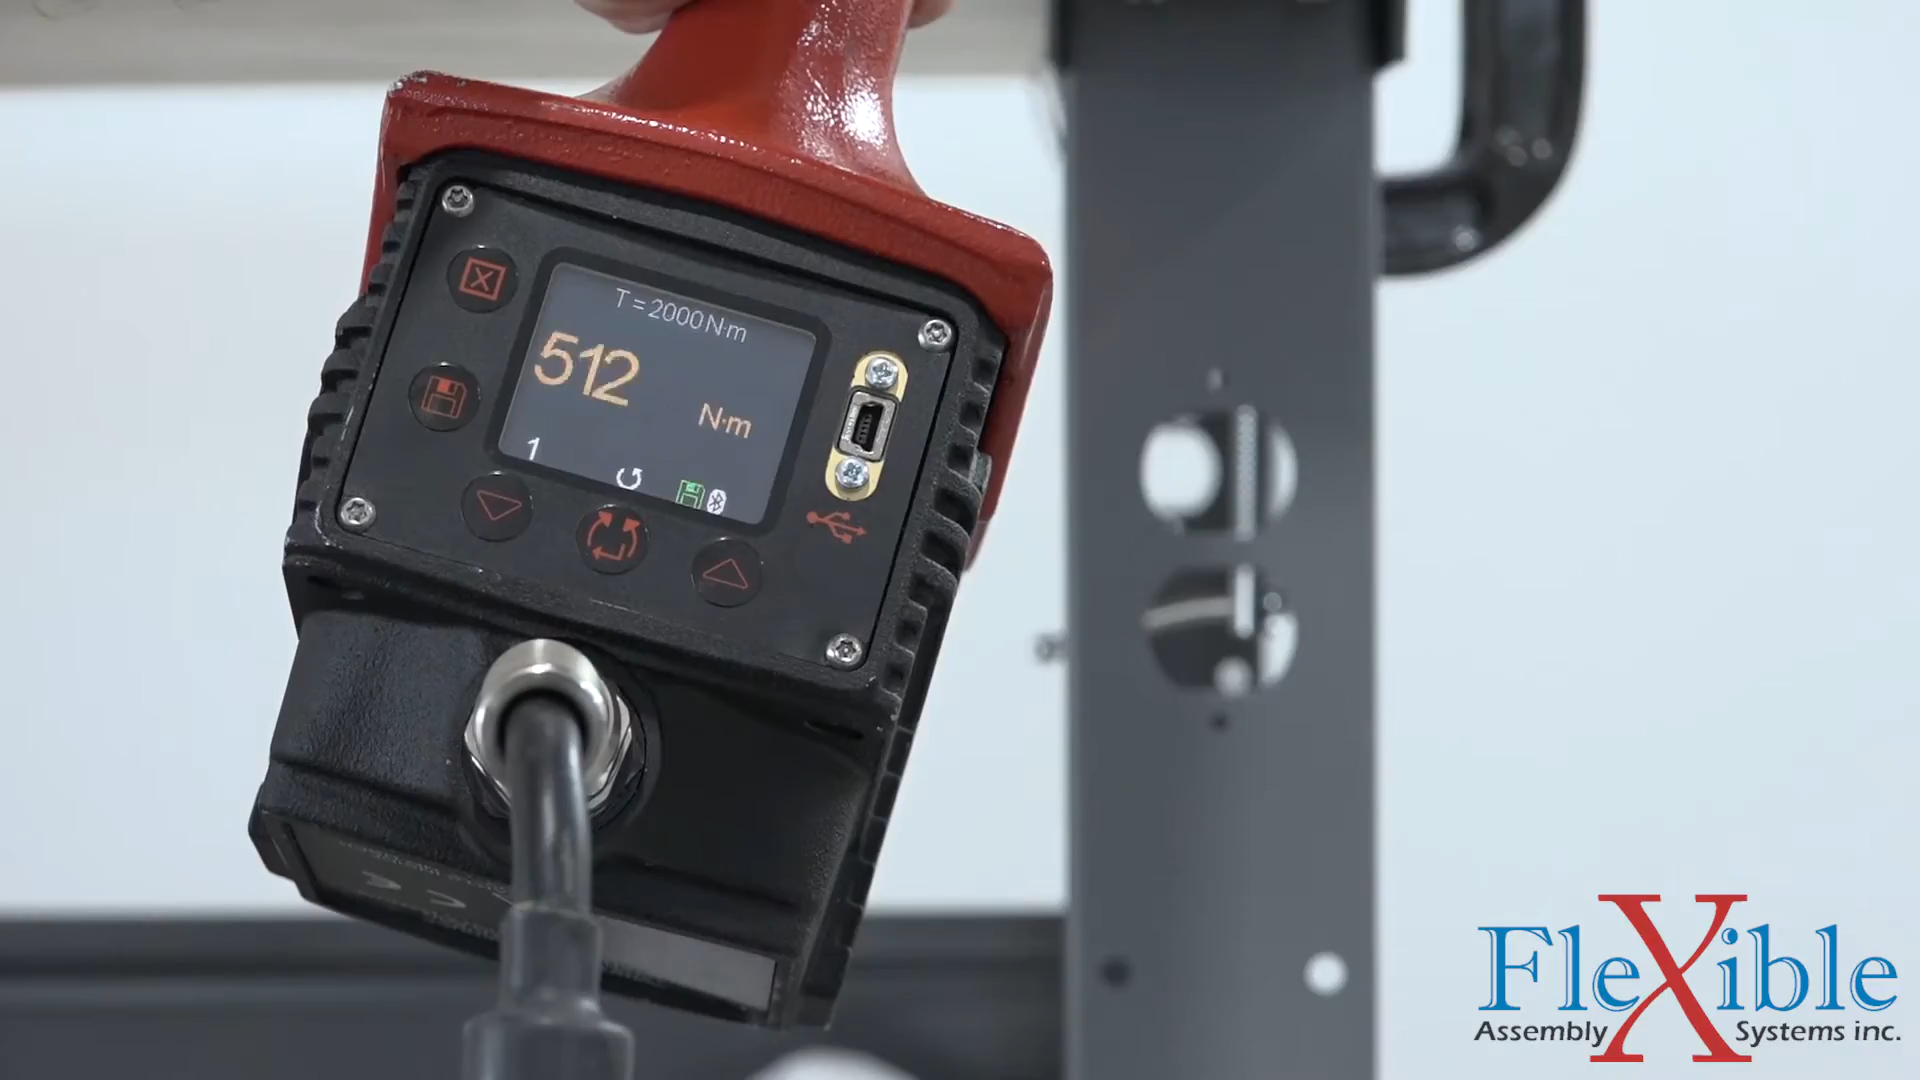 T = 2000 N·m
512
N·m
1
FleXible
Assembly Systems inc.